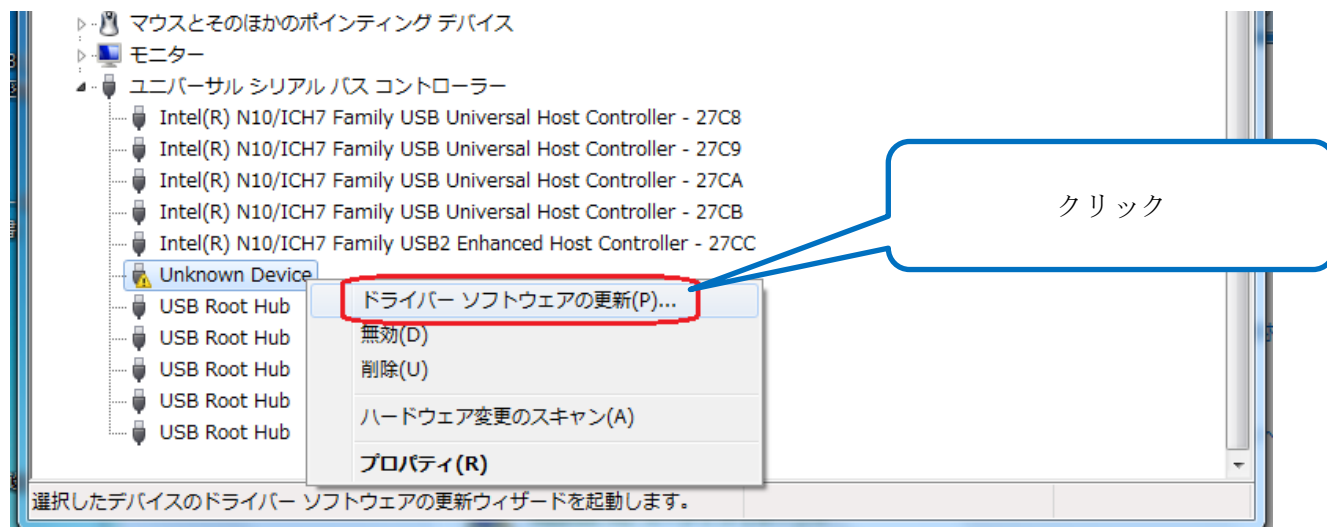 マウスとそのほかのポインティング デバイス
モニター
ユニバーサル シリアル バス コントローラー
Intel(R) N10/ICH7 Family USB Universal Host Controller - 27C8
Intel(R) N10/ICH7 Family USB Universal Host Controller - 27C9
Intel(R) N10/ICH7 Family USB Universal Host Controller - 27CA
Intel(R) N10/ICH7 Family USB Universal Host Controller - 27CB
Intel(R) N10/ICH7 Family USB2 Enhanced Host Controller - 27CC
クリック
Unknown Device
USB Root Hub
USB Root Hub
USB Root Hub
USB Root Hub
USB Root Hub
ドライバー ソフトウェアの更新(P)...
無効(D)
削除(U)
ハードウェア変更のスキャン(A)
プロパティ(R)
選択したデバイスのドライバー ソフトウェアの更新ウィザードを起動します。